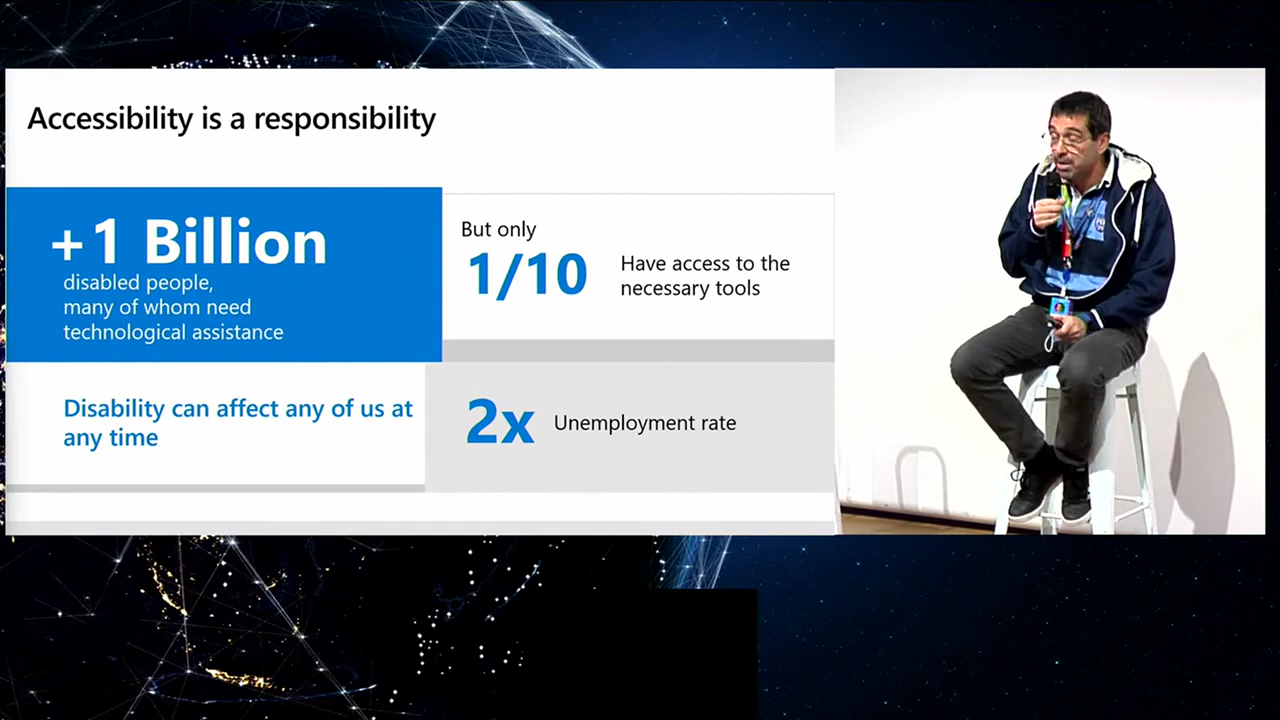 Accessibility is a responsibility
+1 Billion
disabled people,
many of whom need
technological assistance
But only
1/10
Have access to the
necessary tools
Disability can affect any of us at
any time
2x
Unemployment rate